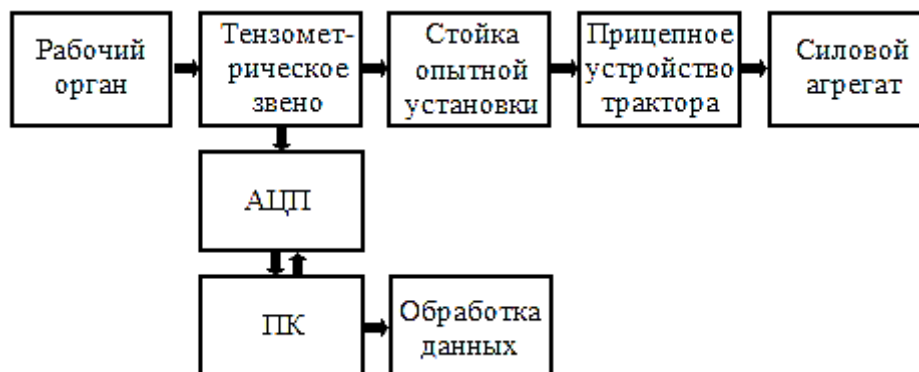 Рабочий
орган
Тензомет-
рическое
звено
Стойка
опытной
установки
Прицепное
устройство
трактора
Силовой
агрегат
АЦП
ПК
Обработка
данных